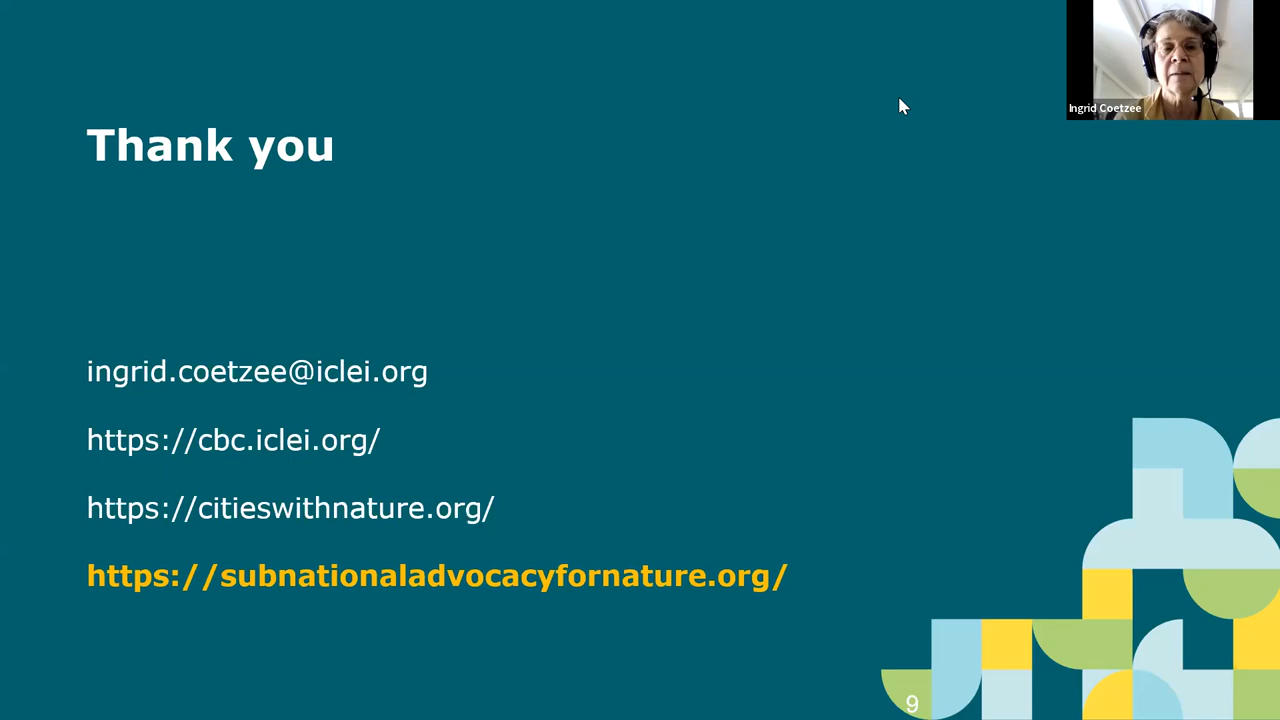 Ingrid Coetzee
Thank you
ingrid.coetzee@iclei.org
https://cbc.iclei.org/
https://citieswithnature.org/
https://subnationaladvocacyfornature.org/
9